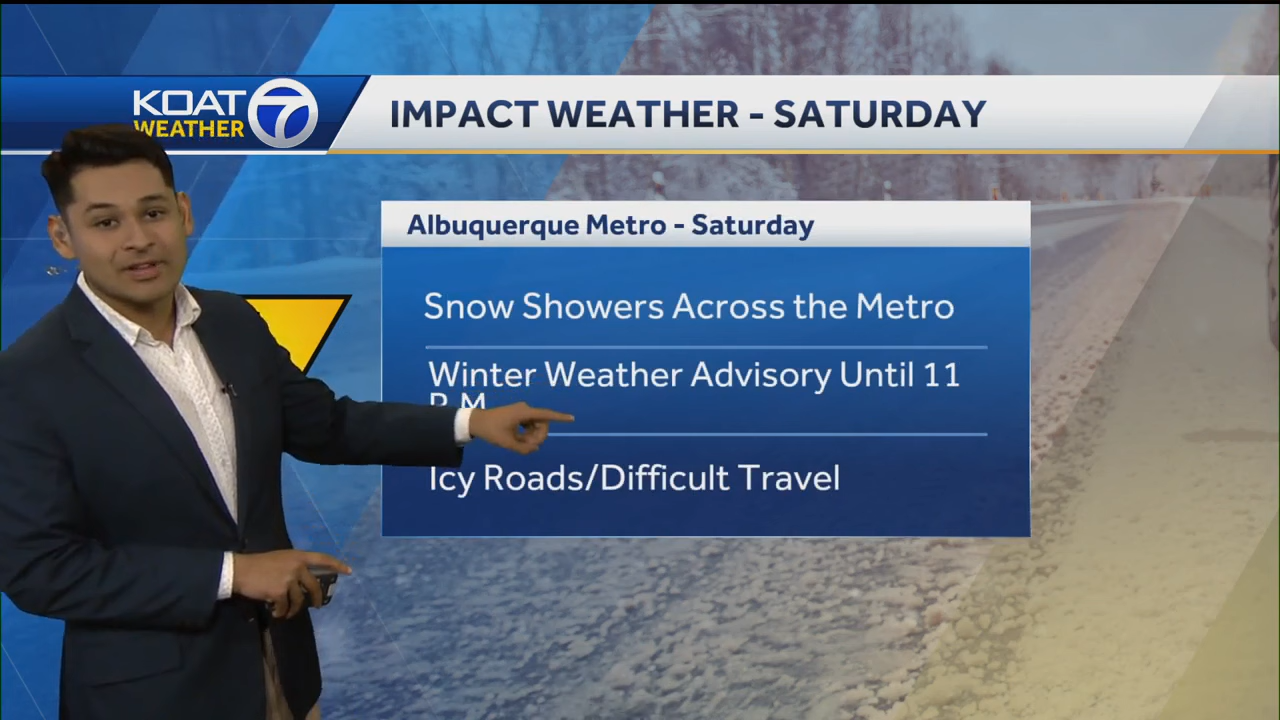 KOAT 7
WEATHER
IMPACT WEATHER - SATURDAY
Albuquerque Metro - Saturday
Snow Showers Across the Metro
Winter Weather Advisory Until 11
P.M.
Icy Roads/Difficult Travel